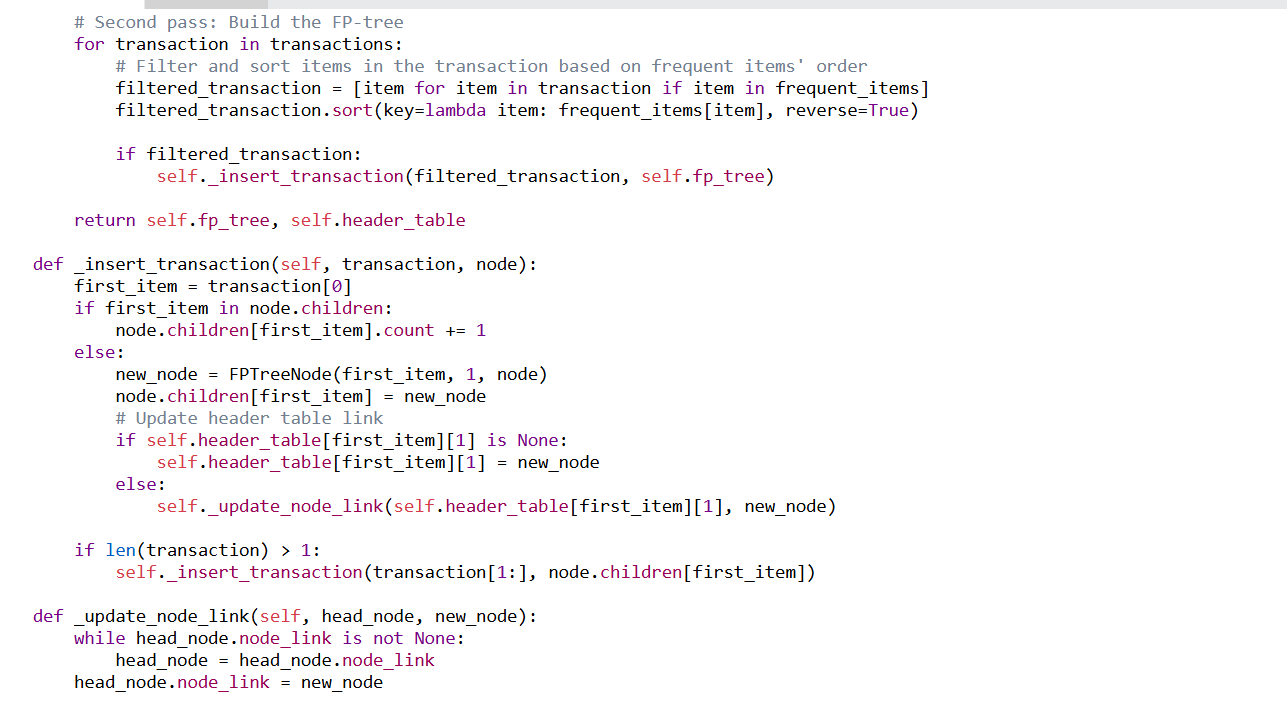 # Second pass: Build the FP-tree
for transaction in transactions:
# Filter and sort items in the transaction based on frequent items' order
filtered_transaction = [item for item in transaction if item in frequent_items]
filtered_transaction.sort(key=lambda item: frequent_items[item], reverse=True)
if filtered_transaction:
self._insert_transaction(filtered_transaction, self.fp_tree)
return self.fp_tree, self.header_table
def _insert_transaction(self, transaction, node):
first_item = transaction[0]
if first_item in node.children:
node.children[first_item].count += 1
else:
new_node = FPTreeNode(first_item, 1, node)
node.children[first_item] = new_node
# Update header table link
if self.header_table[first_item][1] is None:
self.header_table[first_item][1] = new_node
else:
self._update_node_link(self.header_table[first_item][1], new_node)
if len(transaction) > 1:
self._insert_transaction(transaction[1:], node.children[first_item])
def _update_node_link(self, head_node, new_node):
while head_node.node_link is not None:
head_node = head_node.node_link
head_node.node_link = new_node